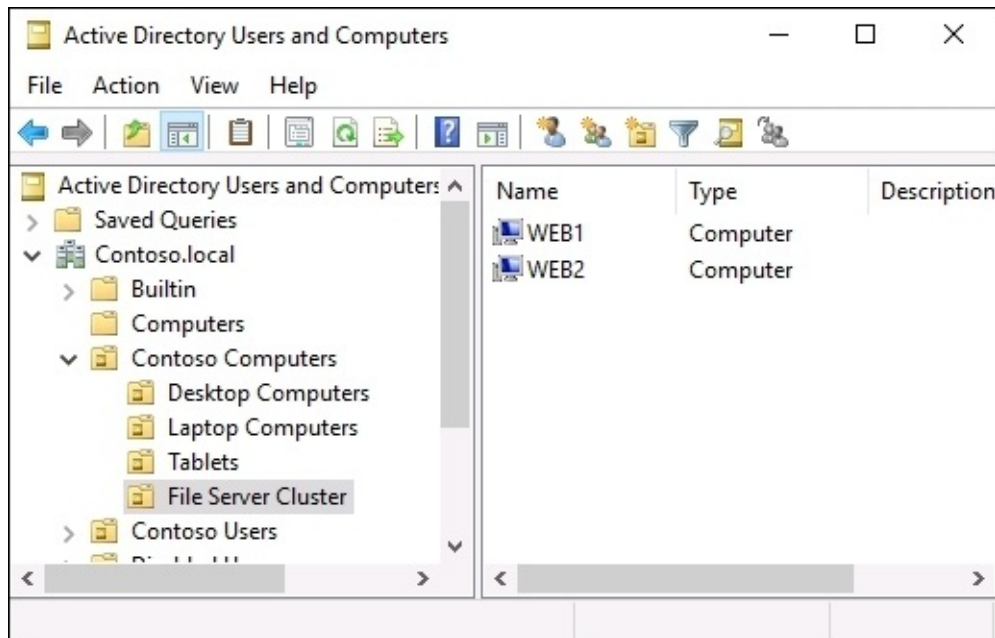 Active Directory Users and Computers
File Action View Help
Active Directory Users and Computers
Saved Queries
Contoso.local
Builtin
Computers
Contoso Computers
Desktop Computers
Laptop Computers
Tablets
File Server Cluster
Contoso Users
Name Type Description
WEB1 Computer
WEB2 Computer